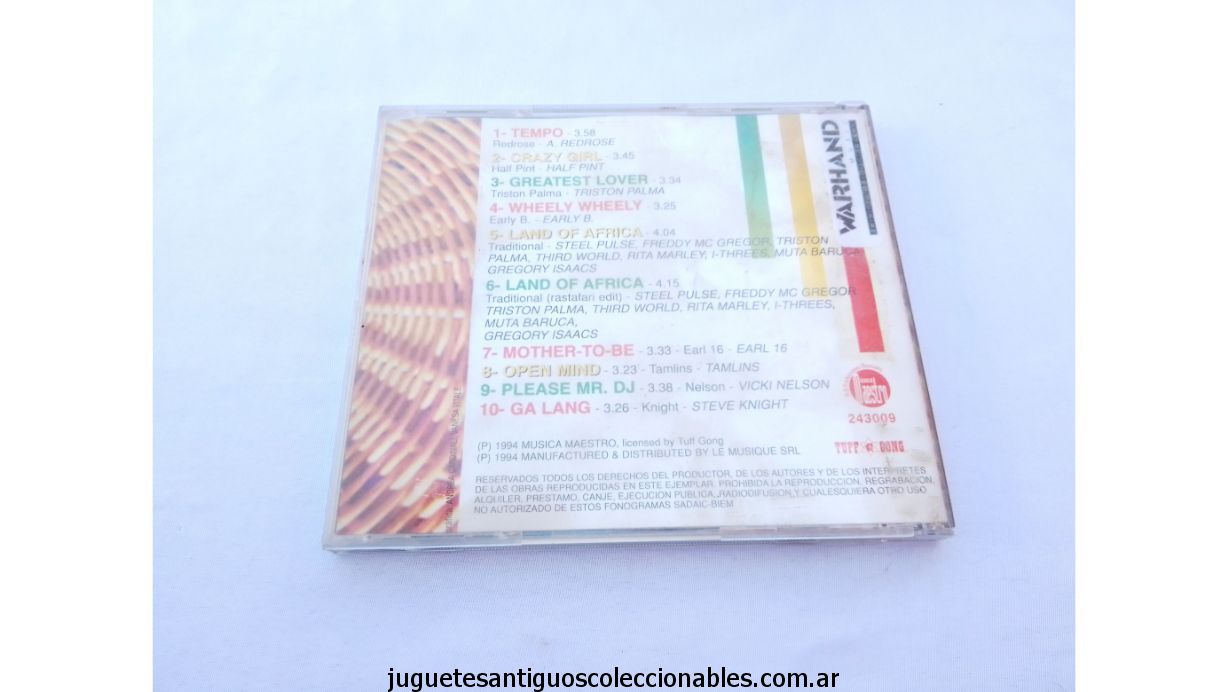 1- TEMPO - 3.58
Redrose - A. REDROSE
2- CRAZY GIRL - 3.45
Half Pint - HALF PINT
3- GREATEST LOVER - 3.34
Triston Palma - TRISTON PALMA
4- WHEELY WHEELY - 3.25
Early B. - EARLY B.
5- LAND OF AFRICA - 4.04
Traditional - STEEL PULSE, FREDDY MC GREGOR, TRISTON
PALMA, THIRD WORLD, RITA MARLEY, I-THREES, MUTA BARUCA
GREGORY ISAACS
6- LAND OF AFRICA - 4.15
Traditional (rastafari edit) - STEEL PULSE, FREDDY MC GREGOR
TRISTON PALMA, THIRD WORLD, RITA MARLEY, I-THREES,
MUTA BARUCA,
GREGORY ISAACS
7- MOTHER-TO-BE - 3.33 - Earl 16 - EARL 16
8- OPEN MIND - 3.23 - Tamlins - TAMLINS
9- PLEASE MR. DJ - 3.38 - Nelson - VICKI NELSON
10- GA LANG - 3.26 - Knight - STEVE KNIGHT
(P) 1994 MUSICA MAESTRO, licensed by Tuff Gong
(P) 1994 MANUFACTURED & DISTRIBUTED BY LE MUSIQUE SRL
RESERVADOS TODOS LOS DERECHOS DEL PRODUCTOR, DE LOS AUTORES Y DE LOS INTERPRETES
DE LAS OBRAS REPRODUCIDAS EN ESTE EJEMPLAR. PROHIBIDA LA REPRODUCCION, REGRABACION,
ALQUILER, PRESTAMO, CANJE, EJECUCION PUBLICA, RADIODIFUSION Y CUALESQUIERA OTRO USO
NO AUTORIZADO DE ESTOS FONOGRAMAS SADAIC-BIEM
WARHAND
Maestro
243009
TUFF GONG
juguetesantiguoscoleccionables.com.ar